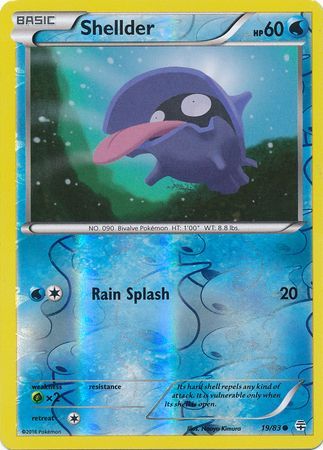 BASIC
Shellder
HP60
NO. 090 Bivalve Pokémon HT: 1'00" WT: 8.8 lbs.
Rain Splash 20
weakness
×2
resistance
retreat
Its hard shell repels any kind of
attack. It is vulnerable only when
its shell is open.
©2016 Pokémon
Illus. Naoyo Kimura
19/83